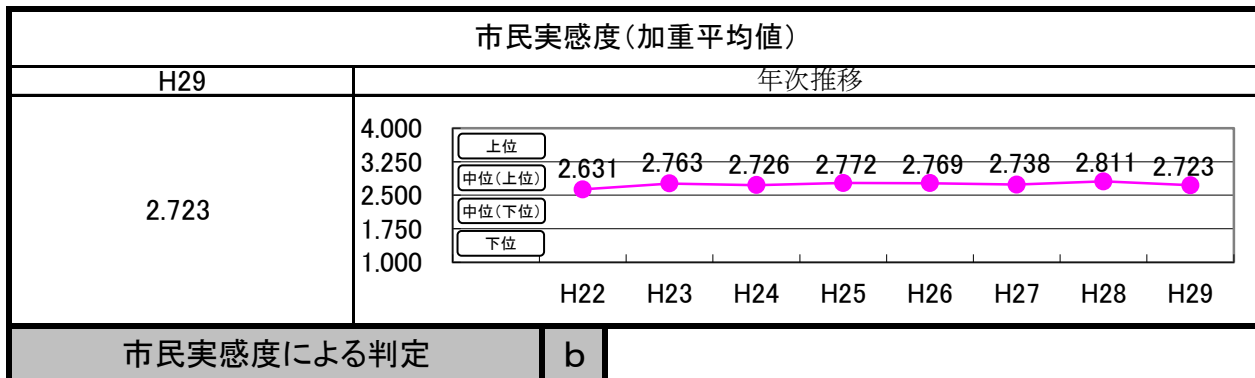 市民実感度(加重平均値)
H29 年次推移
2.723
4.000
3.250
2.500
1.750
1.000
上位
中位(上位)
中位(下位)
下位
2.631 2.763 2.726 2.772 2.769 2.738 2.811 2.723
H22 H23 H24 H25 H26 H27 H28 H29
市民実感度による判定 b